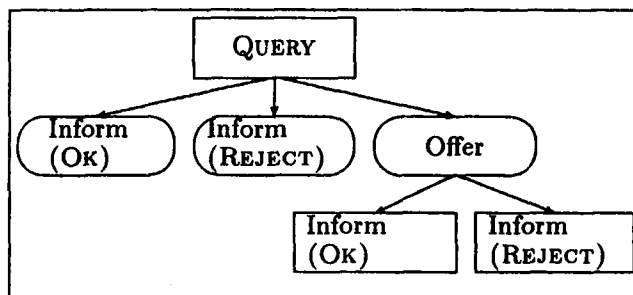 QUERY
Inform
(OK)
Inform
(REJECT)
Offer
Inform
(OK)
Inform
(REJECT)